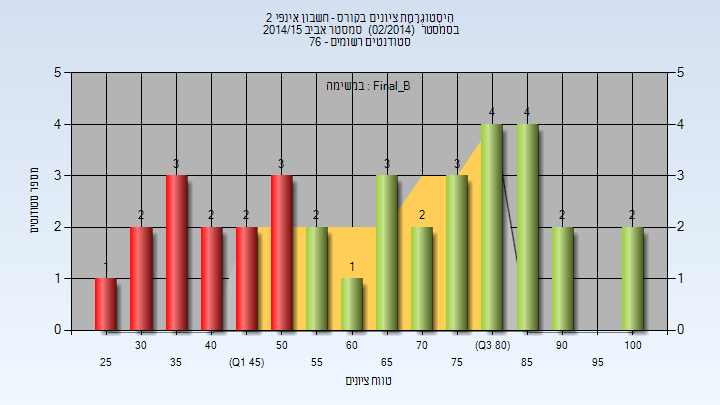 הִיסְטוגְרָמַת ציונים בקורס - חשבון אינפי 2
בסמסטר (02/2014) סמסטר אביב 2014/15
סטודנטים רשומים - 76
במשימה : Final_B
מספר סטודנטים
5
4
3
2
1
0
5
4
3
2
1
0
1 2 3 2 2 3 2 1 3 2 3 4 4 2 2
30 40 50 60 70 (Q3 80) 90 100
25 35 (Q1 45) 55 65 75 85 95
טווח ציונים